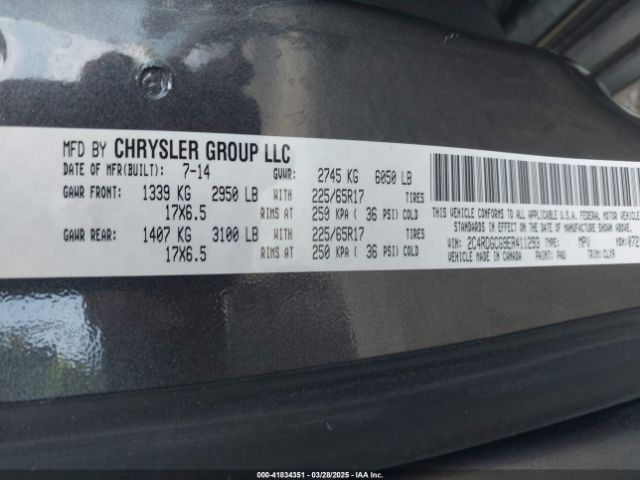 MFD BY CHRYSLER GROUP LLC
DATE OF MFR(BUILT): 7-14 GVWR: 2745 KG 6050 LB
GAWR FRONT: 1339 KG 2950 LB WITH 225/65R17 TIRES
17X6.5 RIMS AT 250 KPA ( 36 PSI) COLD
GAWR REAR: 1407 KG 3100 LB WITH 225/65R17 TIRES
17X6.5 RIMS AT 250 KPA ( 36 PSI) COLD
THIS VEHICLE CONFORMS TO ALL APPLICABLE U.S.A. FEDERAL MOTOR
STANDARDS IN EFFECT ON THE DATE OF MANUFACTURE SHOWN ABOVE.
VIN: 2C4RDGCG9ER411293 TYPE: MPV MDH:072
VEHICLE MADE IN CANADA PAINT: PAU TRIM: CLX9
000-41834351 | 03/28/2025 | IAAI.com